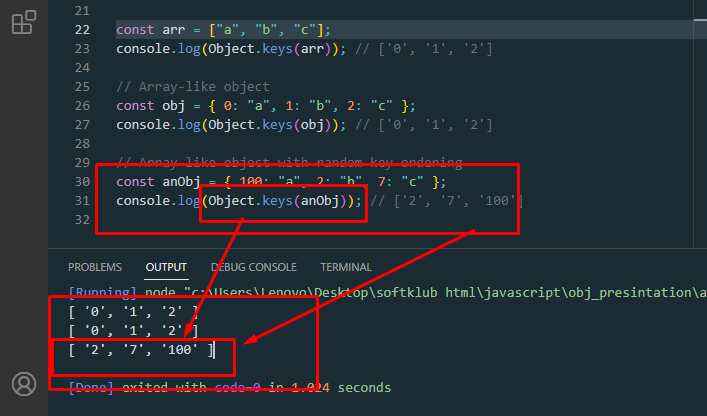 21
22 const arr = ["a", "b", "c"];
23 console.log(Object.keys(arr)); // ['0', '1', '2']
24
25 // Array-like object
26 const obj = { 0: "a", 1: "b", 2: "c" };
27 console.log(Object.keys(obj)); // ['0', '1', '2']
28
29 // Array-like object with random key ordering
30 const anObj = { 100: "a", 2: "b", 7: "c" };
31 console.log(Object.keys(anObj)); // ['2', '7', '100']
32
PROBLEMS OUTPUT DEBUG CONSOLE TERMINAL
[Running] node "c:\Users\Lenovo\Desktop\softklub html\javascript\obj_presintation\a
[ '0', '1', '2' ]
[ '0', '1', '2' ]
[ '2', '7', '100' ]
[Done] exited with code=0 in 1.024 seconds